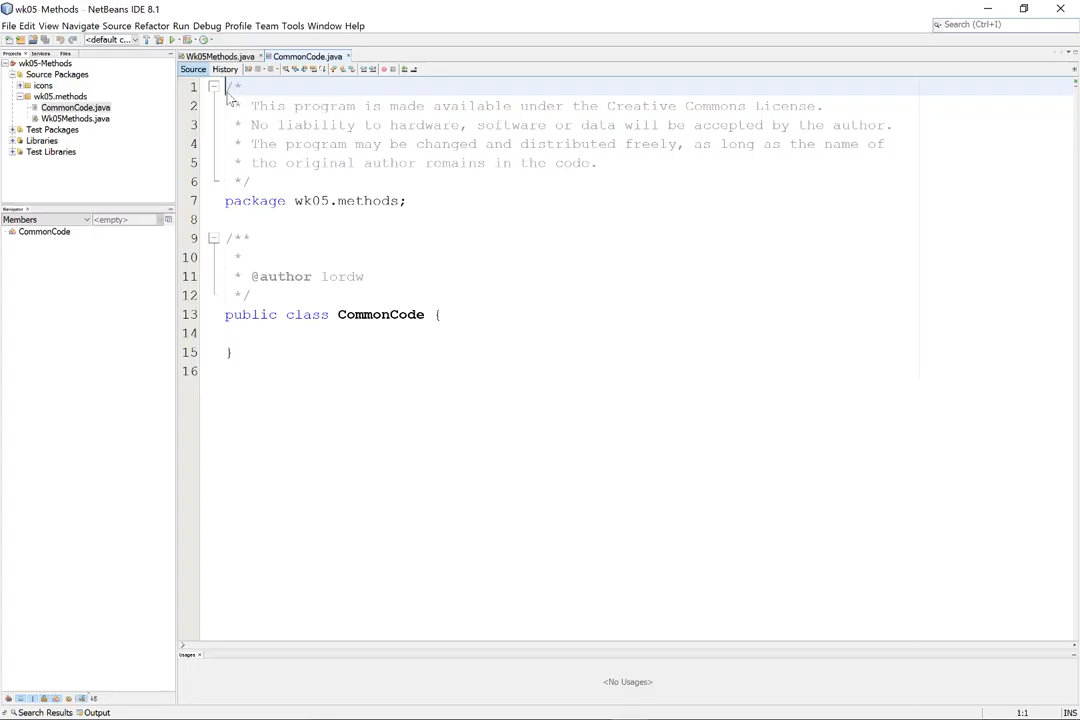 wk05-Methods - NetBeans IDE 8.1
File Edit View Navigate Source Refactor Run Debug Profile Team Tools Window Help
Search (Ctrl+I)
<default c...
Projects × Services Files
Wk05Methods.java × CommonCode.java ×
wk05-Methods
Source Packages
icons
wk05.methods
CommonCode.java
Wk05Methods.java
Test Packages
Libraries
Test Libraries
Navigator ×
Members <empty>
CommonCode
Source History
1 /*
2 * This program is made available under the Creative Commons License.
3 * No liability to hardware, software or data will be accepted by the author.
4 * The program may be changed and distributed freely, as long as the name of
5 * the original author remains in the code.
6 */
7 package wk05.methods;
8
9 /**
10 *
11 * @author lordw
12 */
13 public class CommonCode {
14
15 }
16
Usages ×
<No Usages>
Search Results Output
1:1 INS